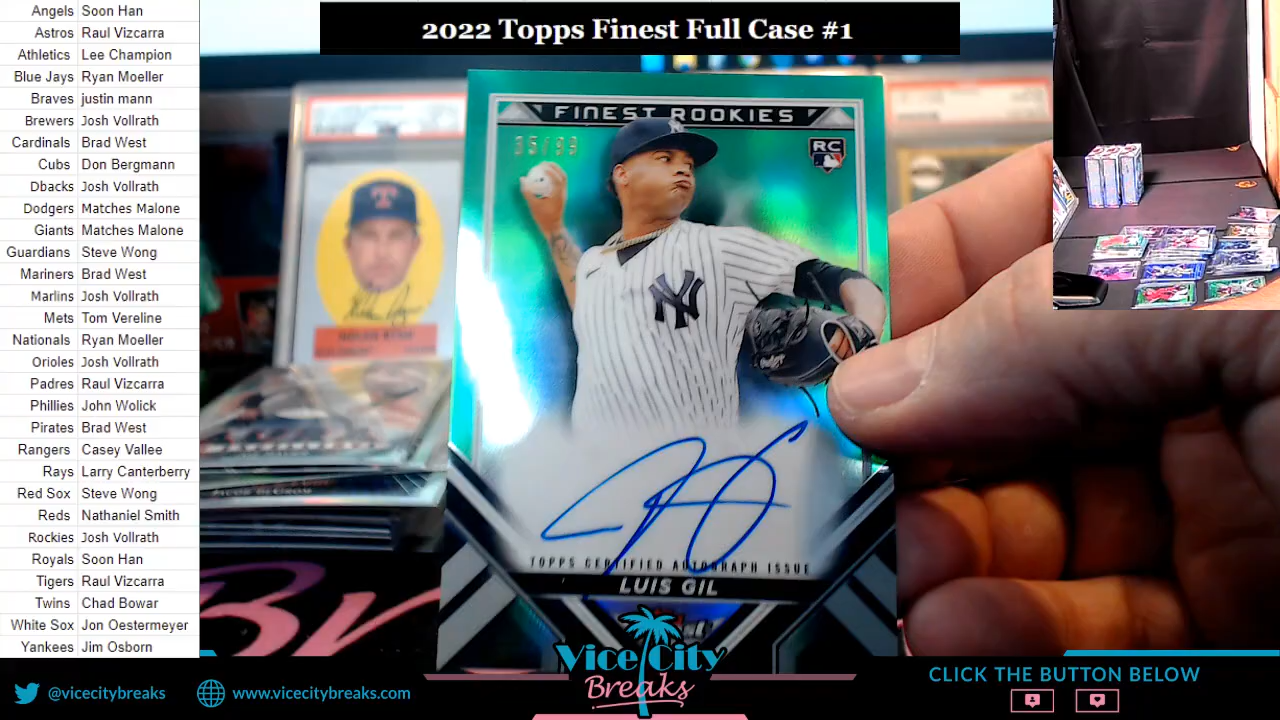 2022 Topps Finest Full Case #1
Angels Soon Han
Astros Raul Vizcarra
Athletics Lee Champion
Blue Jays Ryan Moeller
Braves justin mann
Brewers Josh Vollrath
Cardinals Brad West
Cubs Don Bergmann
Dbacks Josh Vollrath
Dodgers Matches Malone
Giants Matches Malone
Guardians Steve Wong
Mariners Brad West
Marlins Josh Vollrath
Mets Tom Vereline
Nationals Ryan Moeller
Orioles Josh Vollrath
Padres Raul Vizcarra
Phillies John Wolick
Pirates Brad West
Rangers Casey Vallee
Rays Larry Canterberry
Red Sox Steve Wong
Reds Nathaniel Smith
Rockies Josh Vollrath
Royals Soon Han
Tigers Raul Vizcarra
Twins Chad Bowar
White Sox Jon Oestermeyer
Yankees Jim Osborn
FINEST ROOKIES
RC
NY
TOPPS CERTIFIED AUTOGRAPH ISSUE
LUIS GIL
Vice City
Breaks
@vicecitybreaks
www.vicecitybreaks.com
CLICK THE BUTTON BELOW